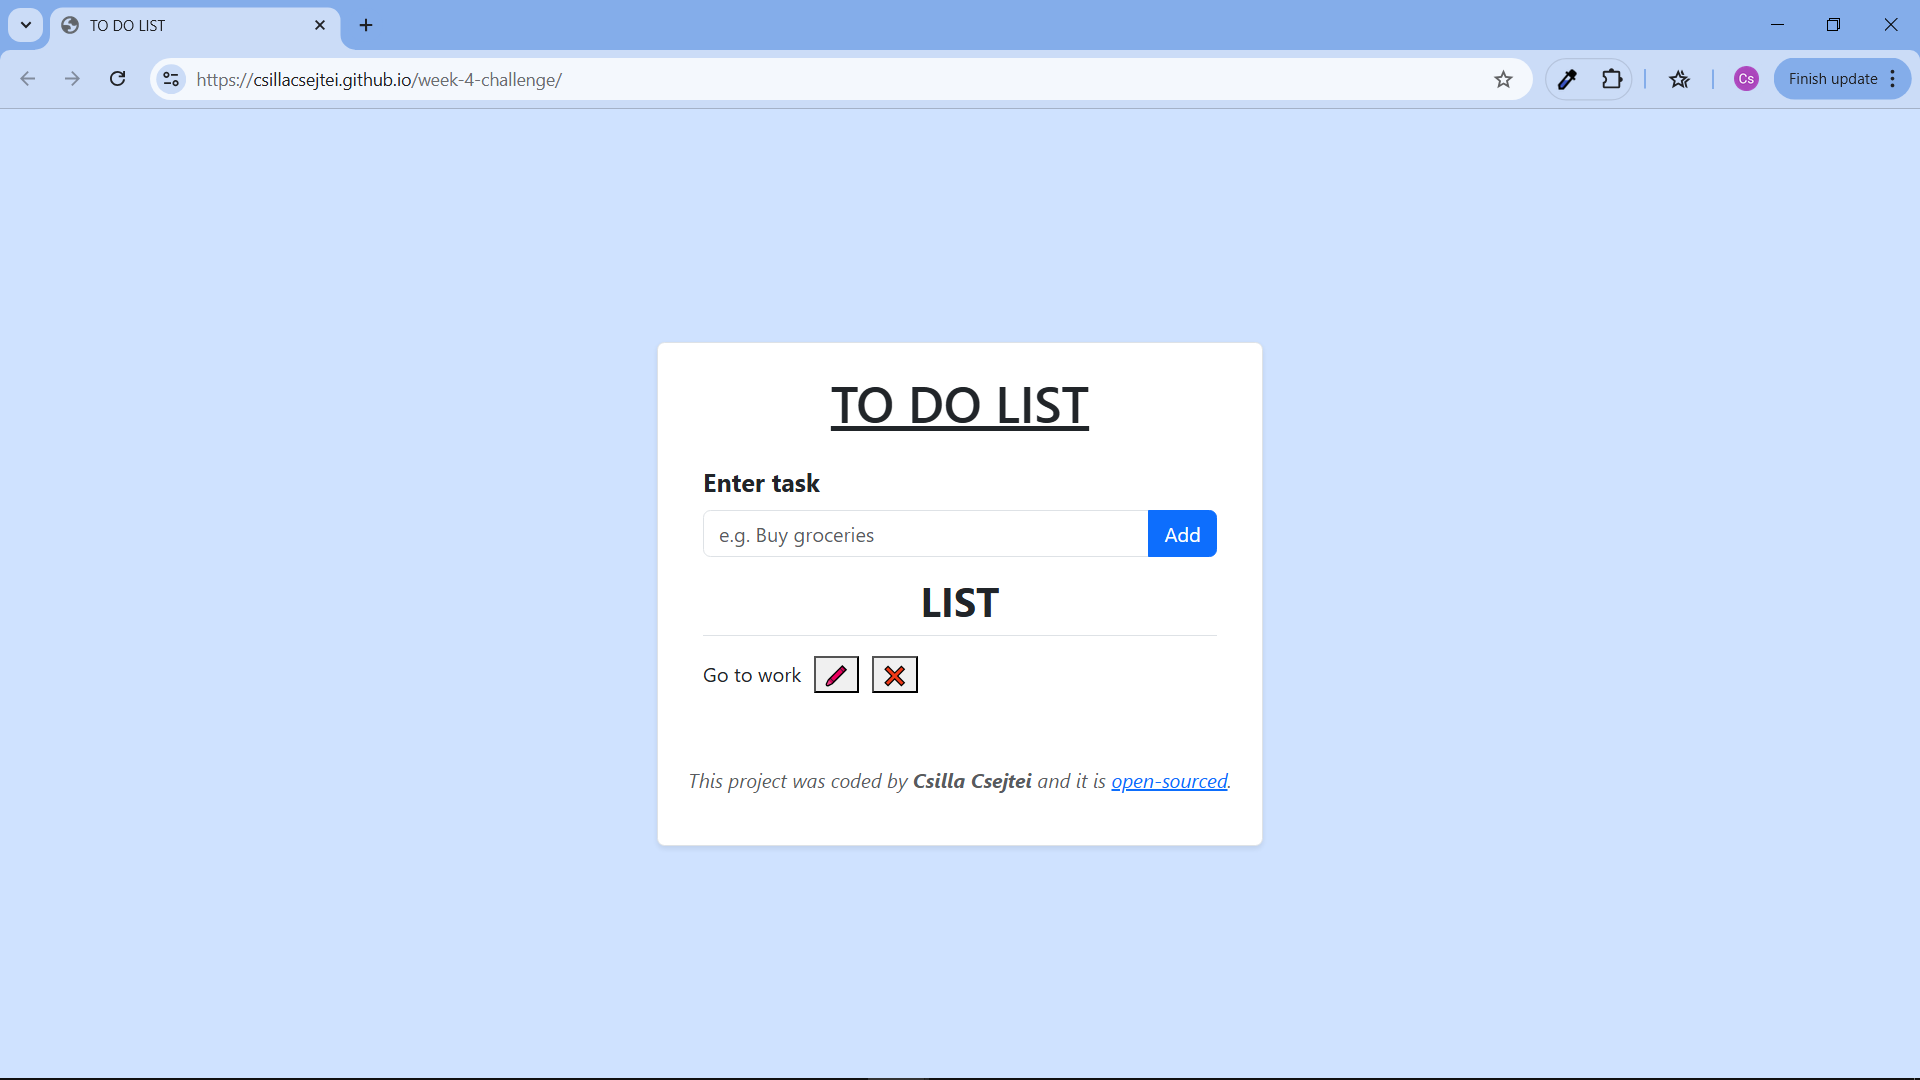 TO DO LIST
https://csillacsejtei.github.io/week-4-challenge/
Cs
Finish update
TO DO LIST
Enter task
e.g. Buy groceries
Add
LIST
Go to work
This project was coded by Csilla Csejtei and it is open-sourced.